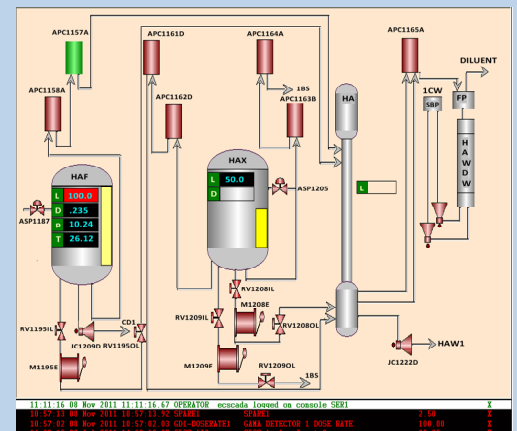 APC1157A
APC1161D
APC1164A
APC1165A
DILUENT
APC1158A
APC1162D
1BS
APC1163B
HA
1CW
SBP
FP
HAWDW
HAF
L 100.0
D .235
P 10.24
T 26.12
ASP1187
HAX
L 50.0
D
ASP1205
L
RV1208IL
M1208E
RV1209IL
RV1208OL
RV1195IL
CD1
JC1209D
RV1195OL
M1195E
M1209E
RV1209OL
1BS
JC1222D
HAW1
11:11:16 08 Nov 2011 11:11:16.67 OPERATOR ecscada logged on console SER1 X
10:57:13 08 Nov 2011 10:57:13.92 SPARE1 SPARE1 2.50 X
10:57:02 08 Nov 2011 10:57:02.03 GD1-DOSERATE1 GAMA DETECTOR 1 DOSE RATE 100.00 X